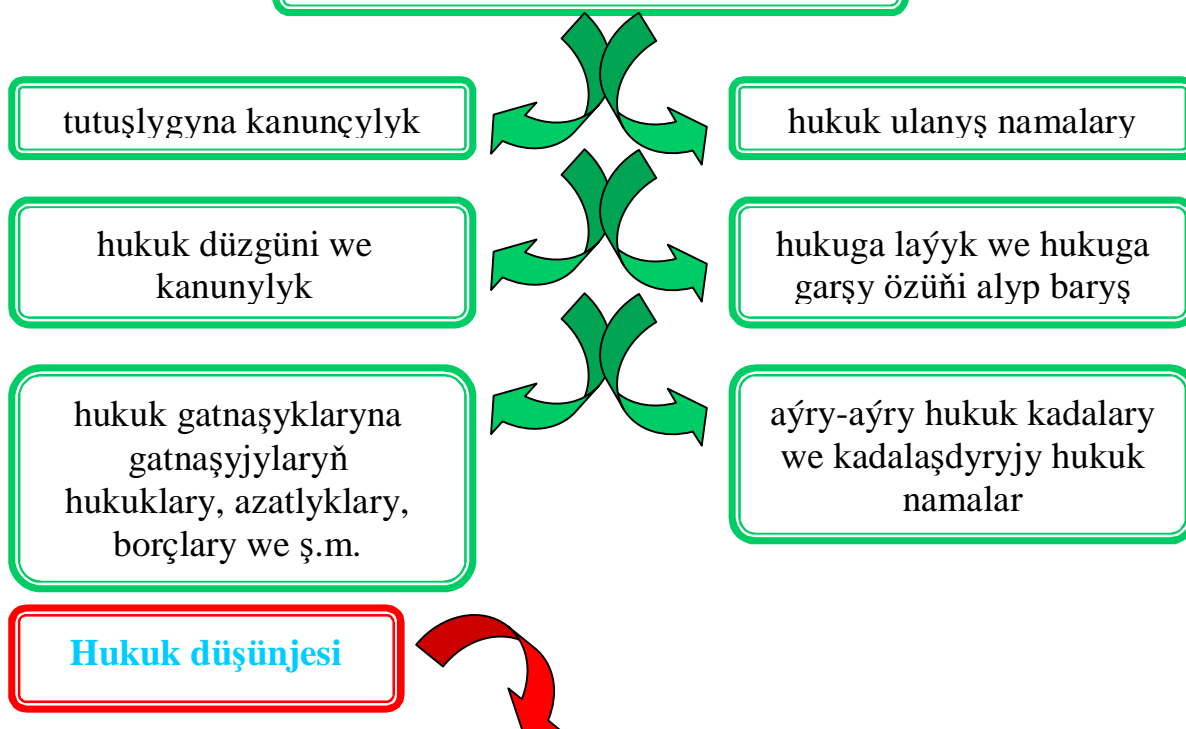 tutuşlygyna kanunçylyk
hukuk ulanyş namalary
hukuk düzgüni we
kanunylyk
hukuga laýyk we hukuga
garşy özüňi alyp baryş
hukuk gatnaşyklaryna
gatnaşyjylaryň
hukuklary, azatlyklary,
borçlary we ş.m.
aýry-aýry hukuk kadalary
we kadalaşdyryjy hukuk
namalar
Hukuk düşünjesi